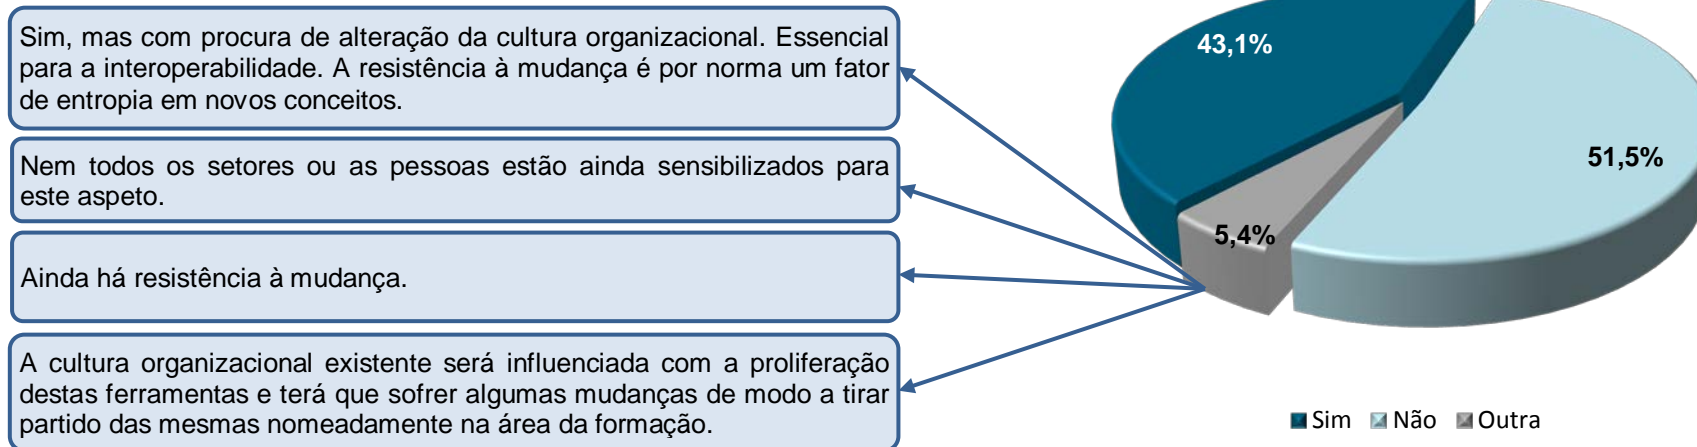 Sim, mas com procura de alteração da cultura organizacional. Essencial
para a interoperabilidade. A resistência à mudança é por norma um fator
de entropia em novos conceitos.
Nem todos os setores ou as pessoas estão ainda sensibilizados para
este aspeto.
Ainda há resistência à mudança.
A cultura organizacional existente será influenciada com a proliferação
destas ferramentas e terá que sofrer algumas mudanças de modo a tirar
partido das mesmas nomeadamente na área da formação.
43,1%
51,5%
5,4%
Sim Não Outra